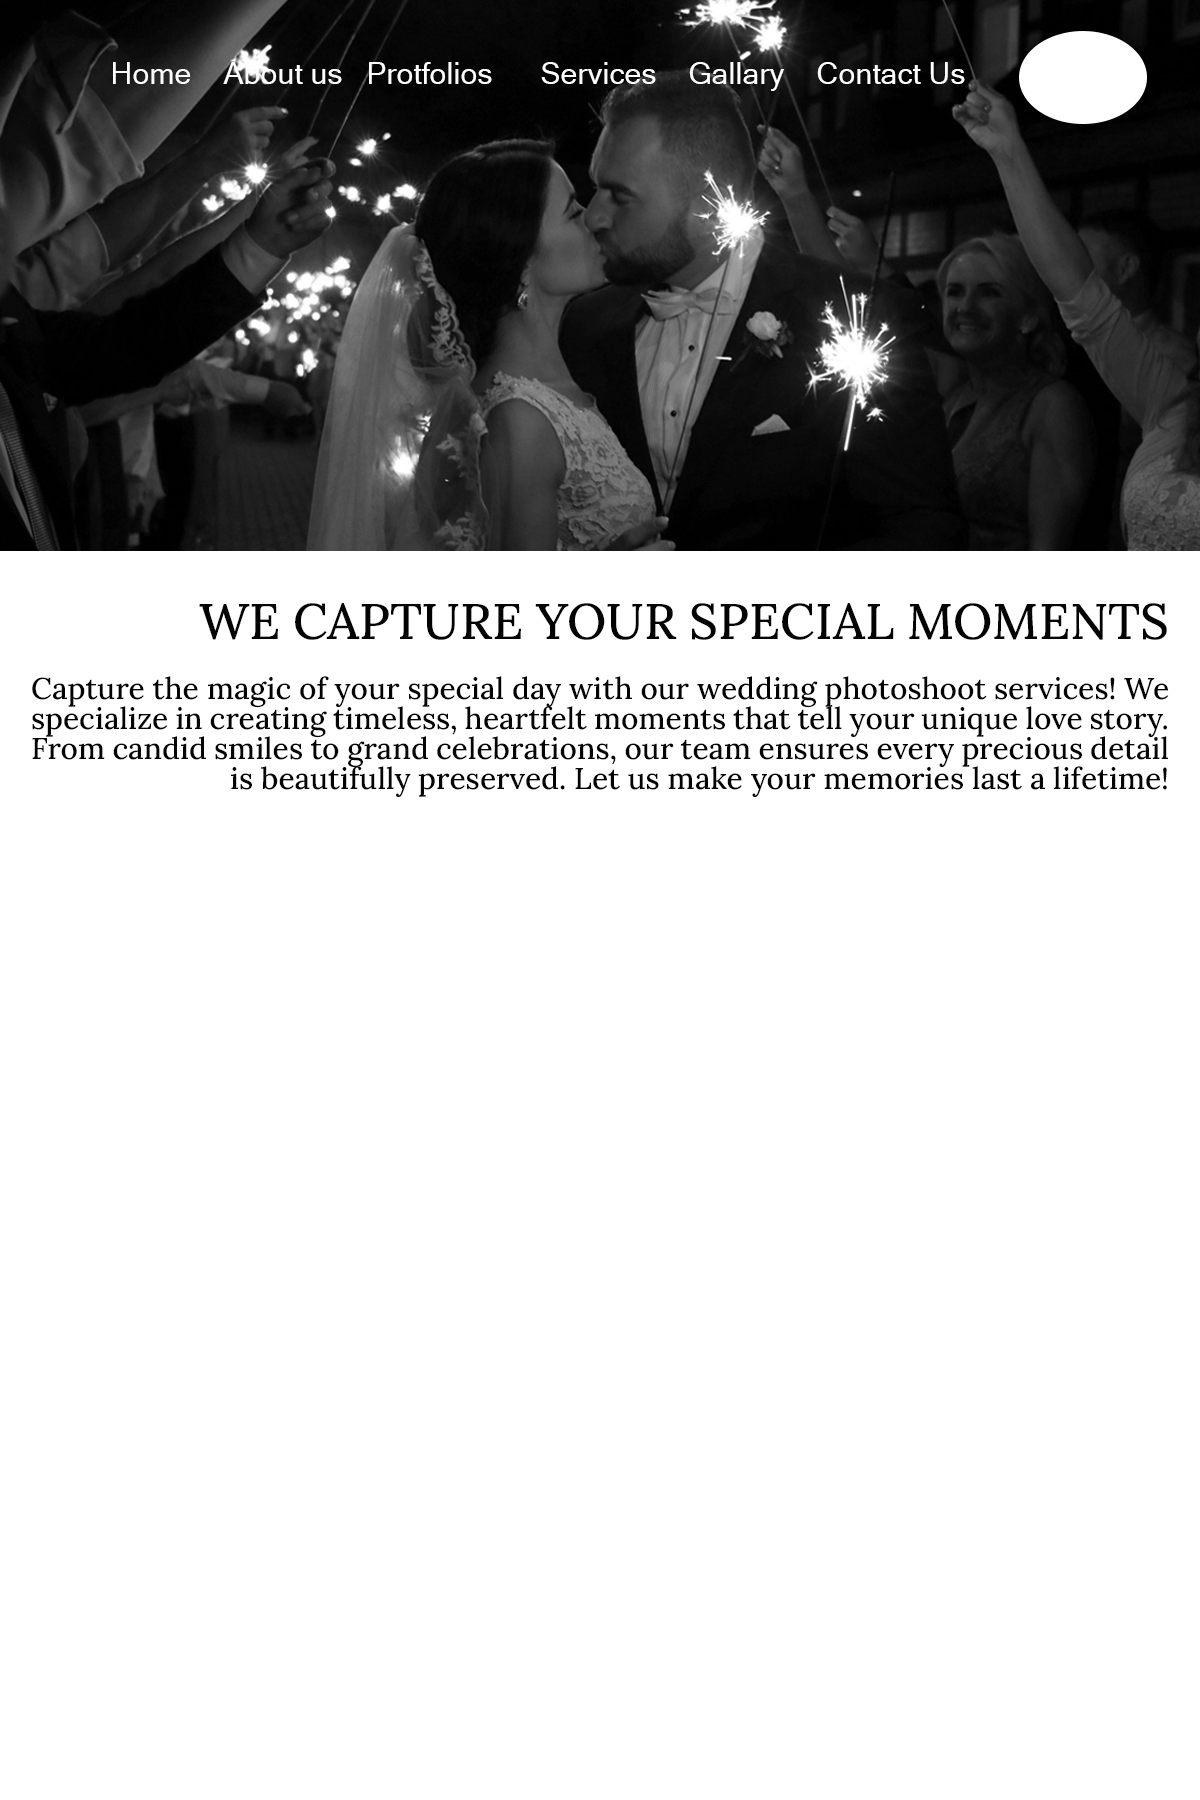 Home About us Protfolios Services Gallary Contact Us
WE CAPTURE YOUR SPECIAL MOMENTS
Capture the magic of your special day with our wedding photoshoot services! We
specialize in creating timeless, heartfelt moments that tell your unique love story.
From candid smiles to grand celebrations, our team ensures every precious detail
is beautifully preserved. Let us make your memories last a lifetime!